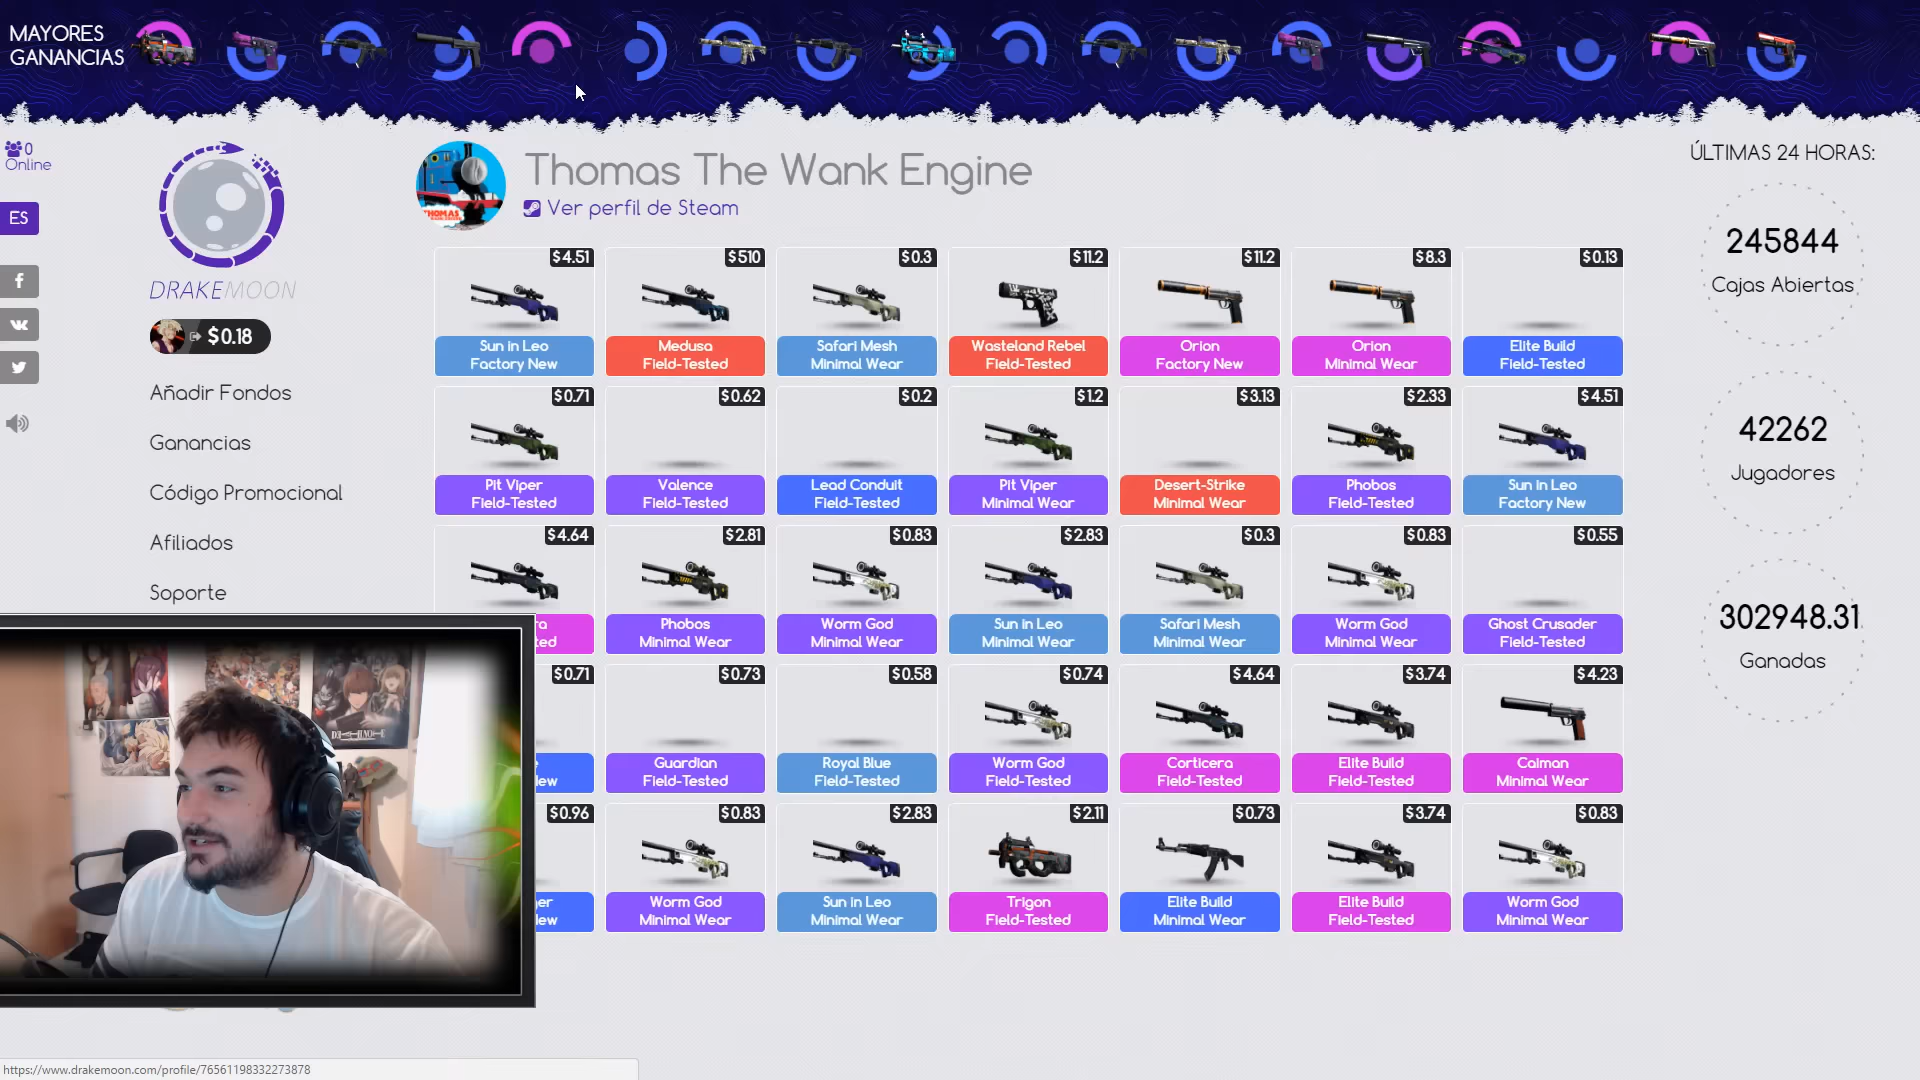 MAYORES
GANANCIAS
0
Online
ES
DRAKEMOON
$0.18
Añadir Fondos
Ganancias
Código Promocional
Afiliados
Soporte
THOMAS
Thomas The Wank Engine
Ver perfil de Steam
$4.51
Sun in Leo
Factory New
$510
Medusa
Field-Tested
$0.3
Safari Mesh
Minimal Wear
$11.2
Wasteland Rebel
Field-Tested
$11.2
Orion
Factory New
$8.3
Orion
Minimal Wear
$0.13
Elite Build
Field-Tested
$0.71
Pit Viper
Field-Tested
$0.62
Valence
Field-Tested
$0.2
Lead Conduit
Field-Tested
$1.2
Pit Viper
Minimal Wear
$3.13
Desert-Strike
Minimal Wear
$2.33
Phobos
Field-Tested
$4.51
Sun in Leo
Factory New
$4.64
ra
ted
$2.81
Phobos
Minimal Wear
$0.83
Worm God
Minimal Wear
$2.83
Sun in Leo
Minimal Wear
$0.3
Safari Mesh
Minimal Wear
$0.83
Worm God
Minimal Wear
$0.55
Ghost Crusader
Field-Tested
$0.71
ew
$0.73
Guardian
Field-Tested
$0.58
Royal Blue
Field-Tested
$0.74
Worm God
Field-Tested
$4.64
Corticera
Field-Tested
$3.74
Elite Build
Field-Tested
$4.23
Caiman
Minimal Wear
$0.96
ger
ew
$0.83
Worm God
Minimal Wear
$2.83
Sun in Leo
Minimal Wear
$2.11
Trigon
Field-Tested
$0.73
Elite Build
Minimal Wear
$3.74
Elite Build
Field-Tested
$0.83
Worm God
Minimal Wear
ÚLTIMAS 24 HORAS:
245844
Cajas Abiertas
42262
Jugadores
302948.31
Ganadas
https://www.drakemoon.com/profile/76561198332273878